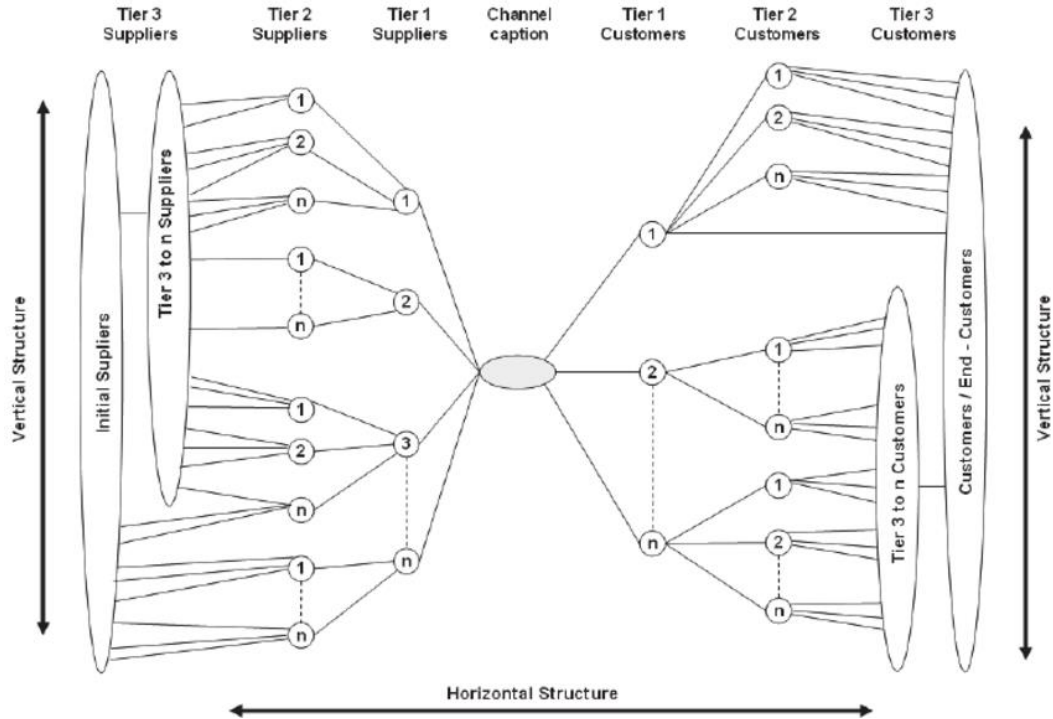 Tier 3
Suppliers
Tier 2
Suppliers
Tier 1
Suppliers
Channel
caption
Tier 1
Customers
Tier 2
Customers
Tier 3
Customers
Vertical Structure
Initial Supliers
Tier 3 to n Suppliers
1
2
n
1
n
1
2
n
1
n
1
2
3
n
1
2
n
1
2
n
1
n
1
2
n
Tier 3 to n Customers
Customers / End - Customers
Vertical Structure
Horizontal Structure